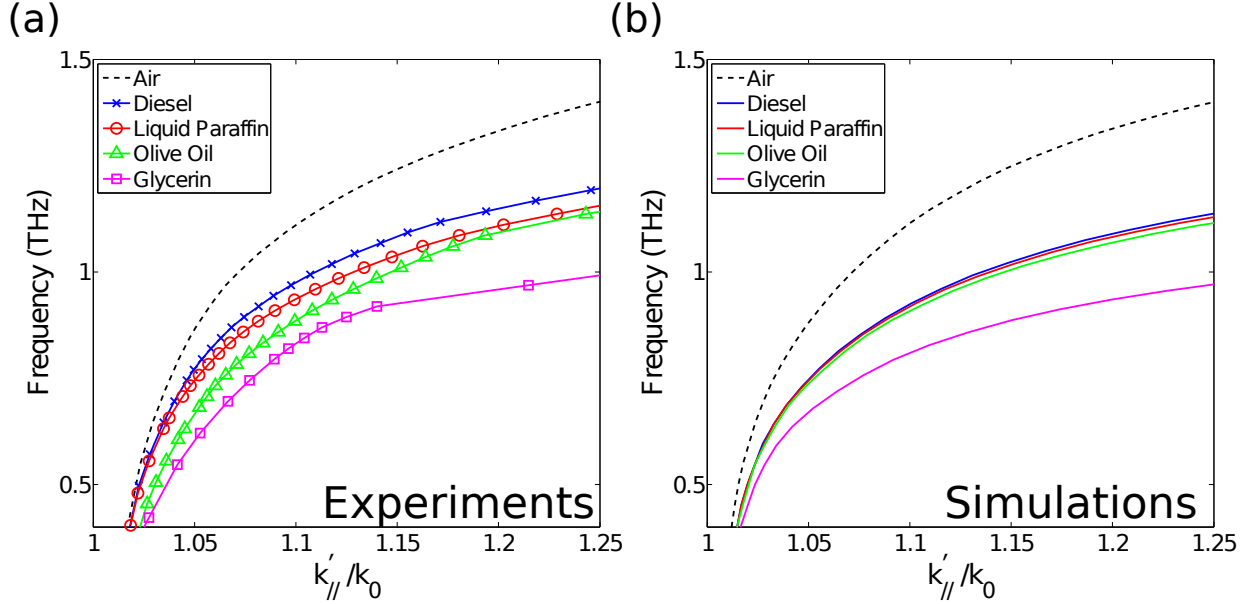 (a)
1.5
1
0.5
Frequency (THz)
Air
Diesel
Liquid Paraffin
Olive Oil
Glycerin
Experiments
1 1.05 1.1 1.15 1.2 1.25
k'///k0
(b)
1.5
1
0.5
Frequency (THz)
Air
Diesel
Liquid Paraffin
Olive Oil
Glycerin
Simulations
1 1.05 1.1 1.15 1.2 1.25
k'///k0